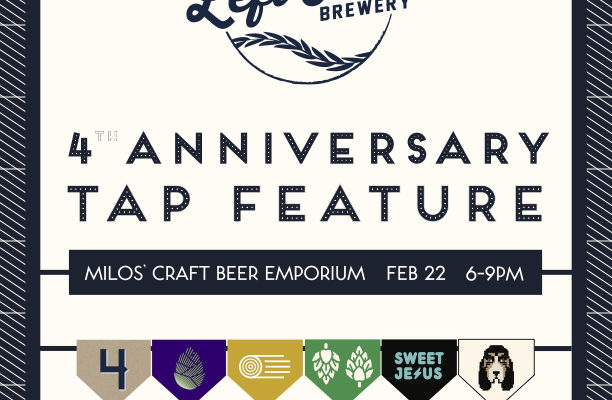 BREWERY
4TH ANNIVERSARY
TAP FEATURE
MILOS' CRAFT BEER EMPORIUM FEB 22 6-9PM
4
SWEET
JESUS